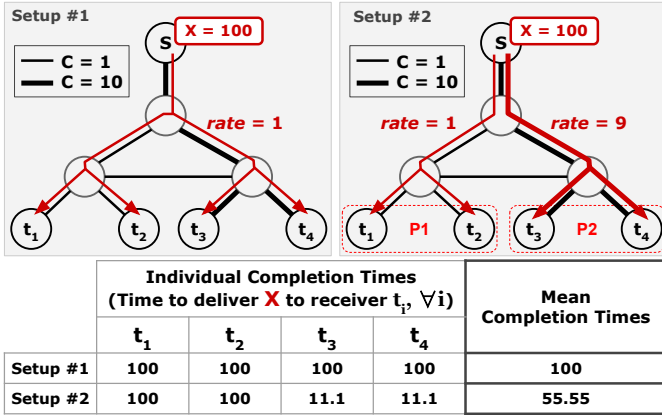 Setup #1
S
X = 100
C = 1
C = 10
rate = 1
t1
t2
t3
t4
Setup #2
S
X = 100
C = 1
C = 10
rate = 1
rate = 9
t1
P1
t2
t3
P2
t4
Individual Completion Times
(Time to deliver X to receiver ti, ∀i)
Mean
Completion Times
t1 t2 t3 t4
Setup #1 100 100 100 100 100
Setup #2 100 100 11.1 11.1 55.55